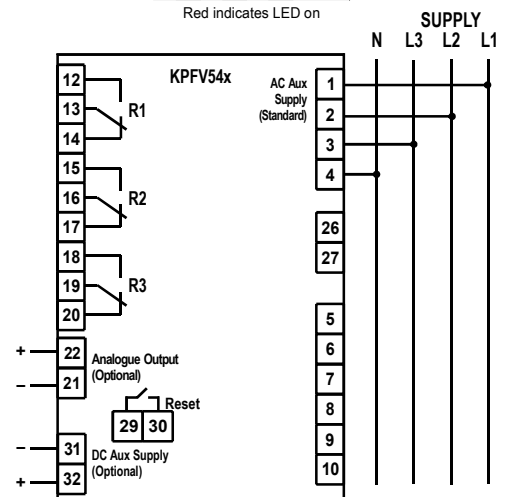 Red indicates LED on
SUPPLY
N L3 L2 L1
KPFV54x
AC Aux
Supply
(Standard)
1
2
3
4
12
13
14
R1
15
16
17
R2
18
19
20
R3
26
27
5
6
7
8
9
10
+ 22
– 21
Analogue Output
(Optional)
Reset
29 30
– 31
+ 32
DC Aux Supply
(Optional)